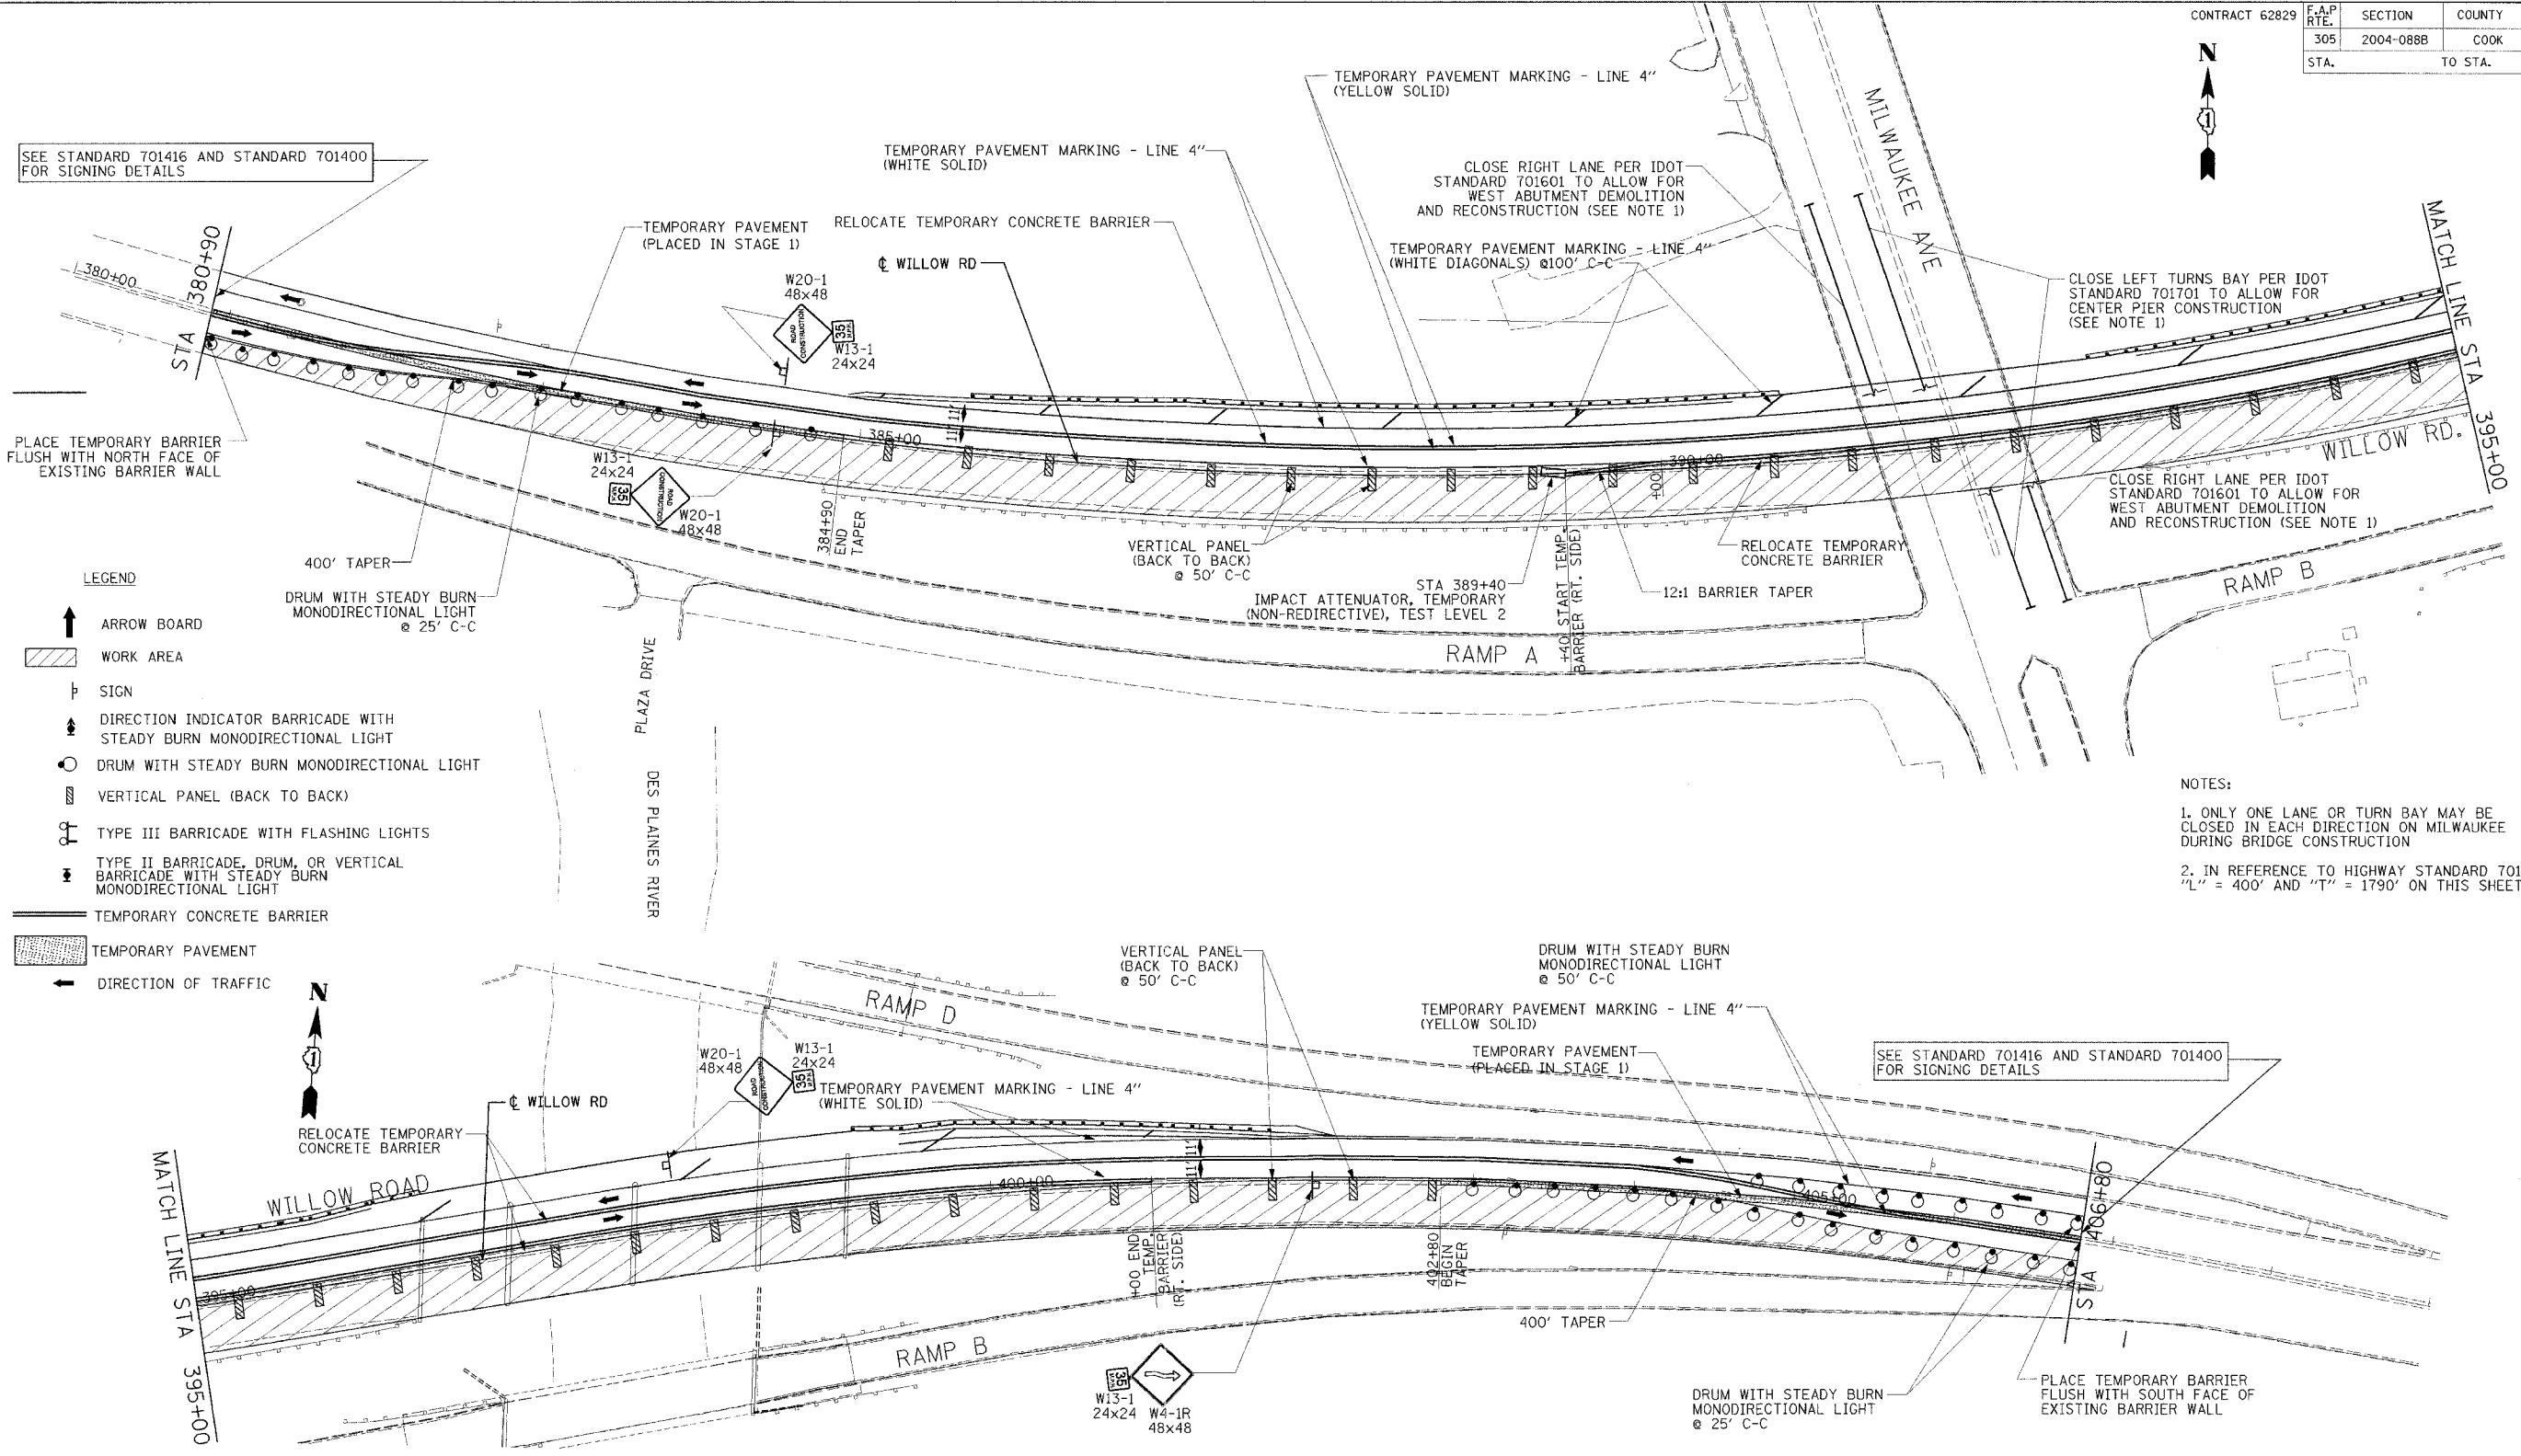 CONTRACT 62829
F.A.P RTE. SECTION COUNTY
305 2004-088B COOK
STA. TO STA.
N
1
SEE STANDARD 701416 AND STANDARD 701400
FOR SIGNING DETAILS
380+00
STA 380+90
TEMPORARY PAVEMENT
(PLACED IN STAGE 1)
TEMPORARY PAVEMENT MARKING - LINE 4"
(WHITE SOLID)
RELOCATE TEMPORARY CONCRETE BARRIER
℄ WILLOW RD
W20-1
48x48
ROAD CONSTRUCTION
35 M.P.H.
W13-1
24x24
TEMPORARY PAVEMENT MARKING - LINE 4"
(YELLOW SOLID)
CLOSE RIGHT LANE PER IDOT
STANDARD 701601 TO ALLOW FOR
WEST ABUTMENT DEMOLITION
AND RECONSTRUCTION (SEE NOTE 1)
TEMPORARY PAVEMENT MARKING - LINE 4"
(WHITE DIAGONALS) @100' C-C
MILWAUKEE AVE
CLOSE LEFT TURNS BAY PER IDOT
STANDARD 701701 TO ALLOW FOR
CENTER PIER CONSTRUCTION
(SEE NOTE 1)
MATCH LINE STA 395+00
PLACE TEMPORARY BARRIER
FLUSH WITH NORTH FACE OF
EXISTING BARRIER WALL
11' 11'
385+00
W13-1
24x24
35 M.P.H.
ROAD CONSTRUCTION
W20-1
48x48
384+90
END
TAPER
390+00
+00
WILLOW RD.
CLOSE RIGHT LANE PER IDOT
STANDARD 701601 TO ALLOW FOR
WEST ABUTMENT DEMOLITION
AND RECONSTRUCTION (SEE NOTE 1)
400' TAPER
DRUM WITH STEADY BURN
MONODIRECTIONAL LIGHT
@ 25' C-C
VERTICAL PANEL
(BACK TO BACK)
@ 50' C-C
STA 389+40
IMPACT ATTENUATOR, TEMPORARY
(NON-REDIRECTIVE), TEST LEVEL 2
+40 START TEMP.
BARRIER (RT. SIDE)
RELOCATE TEMPORARY
CONCRETE BARRIER
12:1 BARRIER TAPER
RAMP A
RAMP B
PLAZA DRIVE
DES PLAINES RIVER
LEGEND
ARROW BOARD
WORK AREA
SIGN
DIRECTION INDICATOR BARRICADE WITH
STEADY BURN MONODIRECTIONAL LIGHT
DRUM WITH STEADY BURN MONODIRECTIONAL LIGHT
VERTICAL PANEL (BACK TO BACK)
TYPE III BARRICADE WITH FLASHING LIGHTS
TYPE II BARRICADE, DRUM, OR VERTICAL
BARRICADE WITH STEADY BURN
MONODIRECTIONAL LIGHT
TEMPORARY CONCRETE BARRIER
TEMPORARY PAVEMENT
DIRECTION OF TRAFFIC
NOTES:
1. ONLY ONE LANE OR TURN BAY MAY BE
CLOSED IN EACH DIRECTION ON MILWAUKEE
DURING BRIDGE CONSTRUCTION
2. IN REFERENCE TO HIGHWAY STANDARD 701
"L" = 400' AND "T" = 1790' ON THIS SHEET
N
1
RAMP D
W20-1
48x48
ROAD CONSTRUCTION
W13-1
24x24
35 M.P.H.
TEMPORARY PAVEMENT MARKING - LINE 4"
(WHITE SOLID)
℄ WILLOW RD
RELOCATE TEMPORARY
CONCRETE BARRIER
WILLOW ROAD
MATCH LINE STA 395+00
395+00
VERTICAL PANEL
(BACK TO BACK)
@ 50' C-C
DRUM WITH STEADY BURN
MONODIRECTIONAL LIGHT
@ 50' C-C
TEMPORARY PAVEMENT MARKING - LINE 4"
(YELLOW SOLID)
TEMPORARY PAVEMENT
(PLACED IN STAGE 1)
SEE STANDARD 701416 AND STANDARD 701400
FOR SIGNING DETAILS
11' 11'
400+00
405+00
STA 406+80
+00 END
TEMP.
BARRIER
(RT. SIDE)
402+80
BEGIN
TAPER
400' TAPER
RAMP B
35 M.P.H.
W13-1
24x24
W4-1R
48x48
DRUM WITH STEADY BURN
MONODIRECTIONAL LIGHT
@ 25' C-C
PLACE TEMPORARY BARRIER
FLUSH WITH SOUTH FACE OF
EXISTING BARRIER WALL